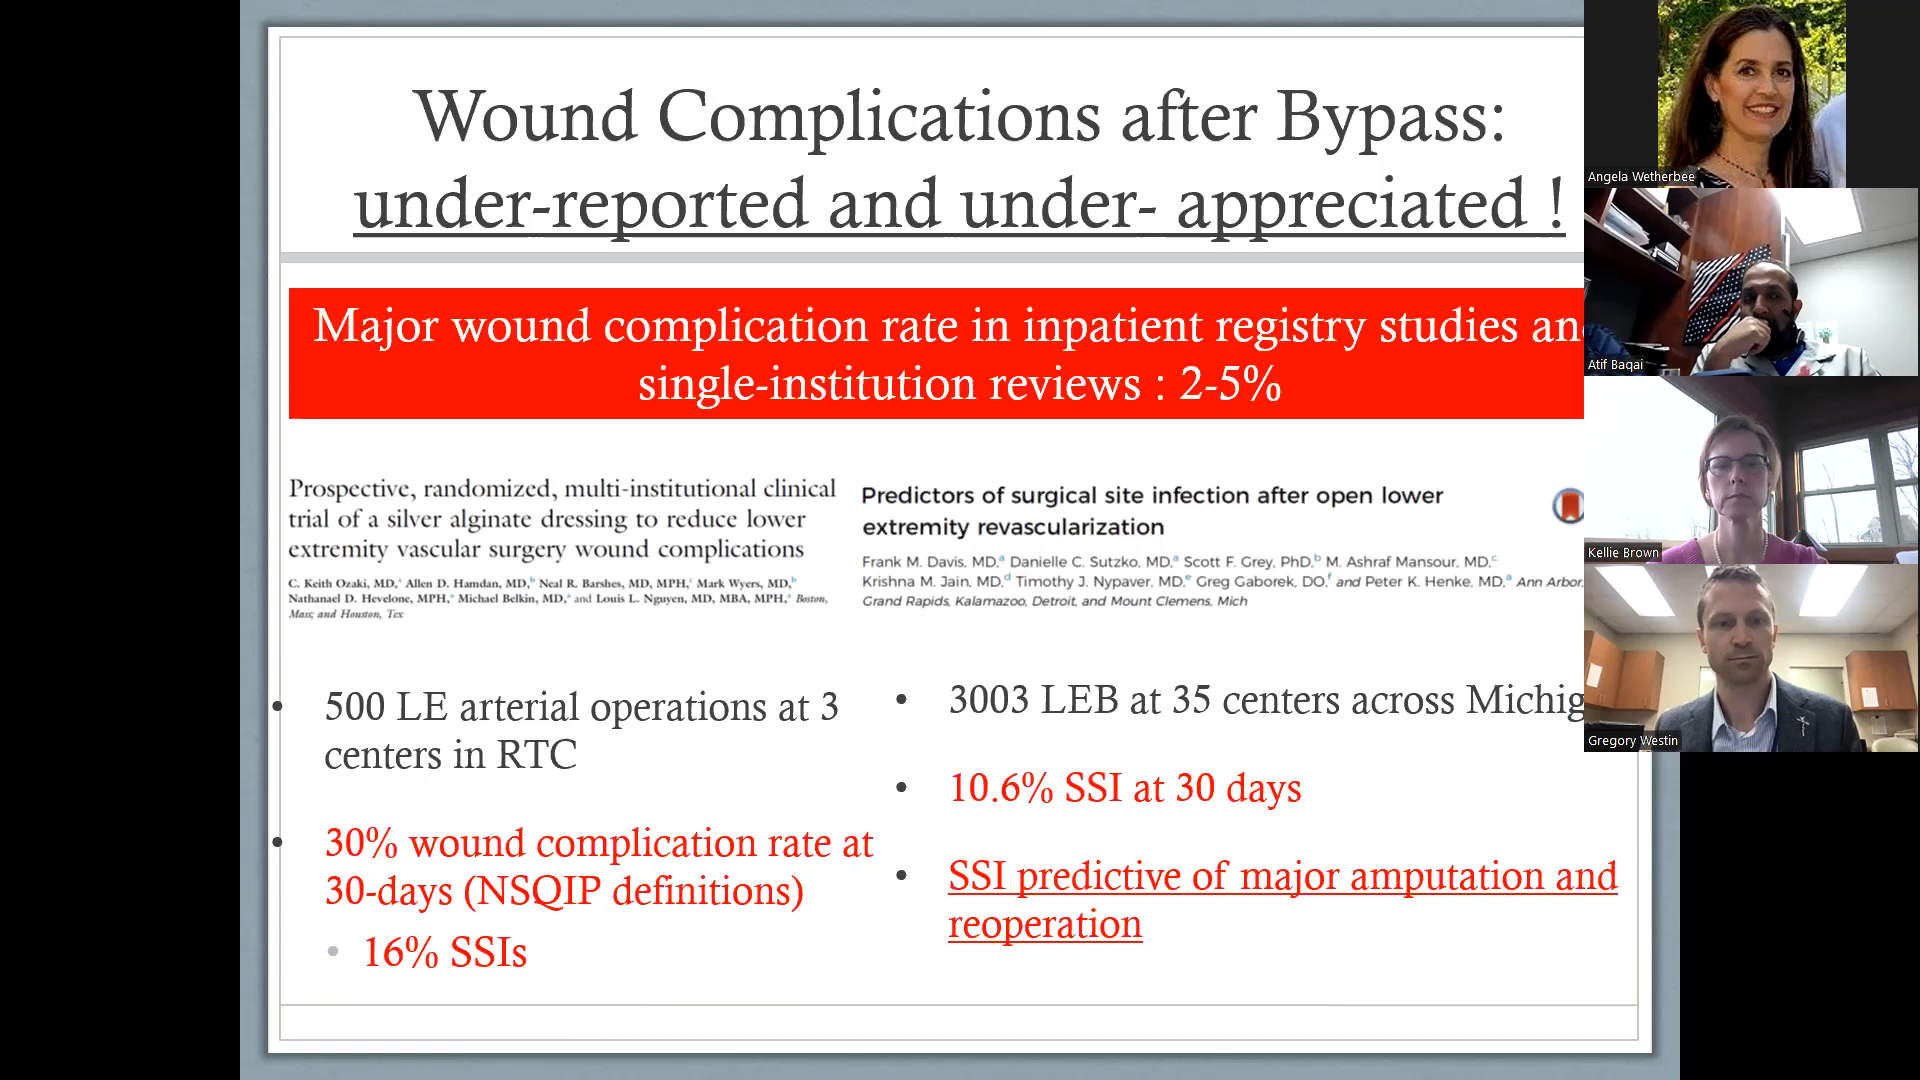 Wound Complications after Bypass:
under-reported and under- appreciated !
Major wound complication rate in inpatient registry studies an
single-institution reviews : 2-5%
Prospective, randomized, multi-institutional clinical
trial of a silver alginate dressing to reduce lower
extremity vascular surgery wound complications
C. Keith Ozaki, MD,a Allen D. Hamdan, MD,b Neal R. Barshes, MD, MPH,c Mark Wyers, MD,b
Nathanael D. Hevelone, MPH,a Michael Belkin, MD,a and Louis L. Nguyen, MD, MBA, MPH,a Boston,
Mass; and Houston, Tex
500 LE arterial operations at 3
centers in RTC
30% wound complication rate at
30-days (NSQIP definitions)
16% SSIs
Predictors of surgical site infection after open lower
extremity revascularization
Frank M. Davis, MD,a Danielle C. Sutzko, MD,a Scott F. Grey, PhD,b M. Ashraf Mansour, MD,c
Krishna M. Jain, MD,d Timothy J. Nypaver, MD,e Greg Gaborek, DO,f and Peter K. Henke, MD,a Ann Arbor,
Grand Rapids, Kalamazoo, Detroit, and Mount Clemens, Mich
3003 LEB at 35 centers across Michig
10.6% SSI at 30 days
SSI predictive of major amputation and
reoperation
Angela Wetherbee
Atif Baqai
Kellie Brown
Gregory Westin